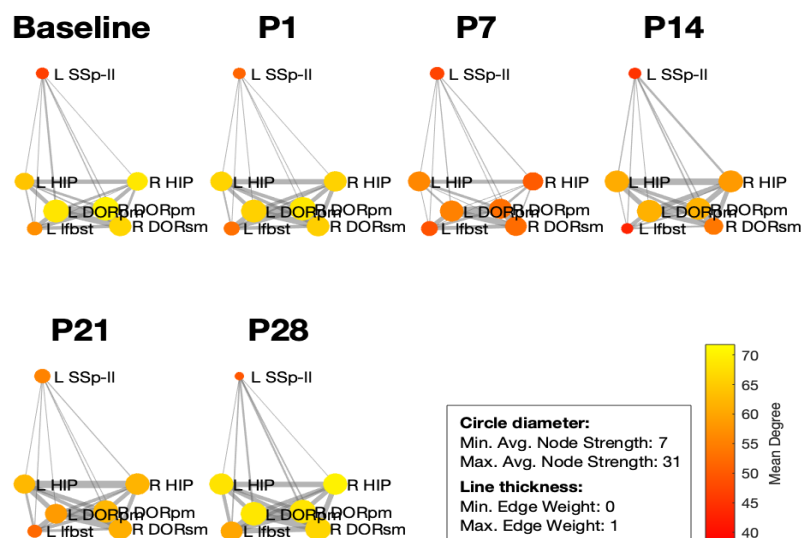 Baseline P1 P7 P14
L SSp-ll L SSp-ll L SSp-ll L SSp-ll
L HIP R HIP L HIP R HIP L HIP R HIP L HIP R HIP
L DORpm R DORpm L DORpm R DORpm L DORpm R DORpm L DORpm R DORpm
L lfbst R DORsm L lfbst R DORsm L lfbst R DORsm L lfbst R DORsm
P21 P28
L SSp-ll L SSp-ll
L HIP R HIP L HIP R HIP
L DORpm R DORpm L DORpm R DORpm
L lfbst R DORsm L lfbst R DORsm
Circle diameter:
Min. Avg. Node Strength: 7
Max. Avg. Node Strength: 31
Line thickness:
Min. Edge Weight: 0
Max. Edge Weight: 1
70
65
60
55
50
45
40
Mean Degree